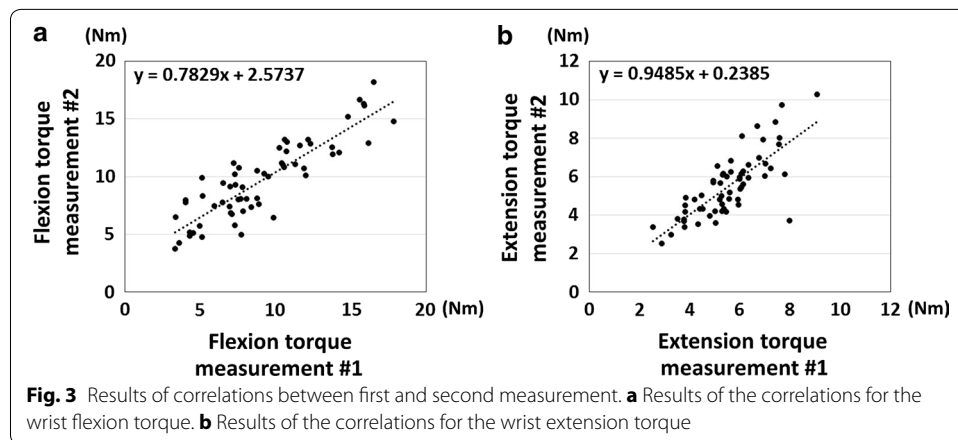 a (Nm)
y = 0.7829x + 2.5737
Flexion torque
measurement #2
20
15
10
5
0
0 5 10 15 20 (Nm)
Flexion torque
measurement #1
b (Nm)
y = 0.9485x + 0.2385
Extension torque
measurement #2
12
10
8
6
4
2
0
0 2 4 6 8 10 12 (Nm)
Extension torque
measurement #1
Fig. 3 Results of correlations between first and second measurement. a Results of the correlations for the
wrist flexion torque. b Results of the correlations for the wrist extension torque